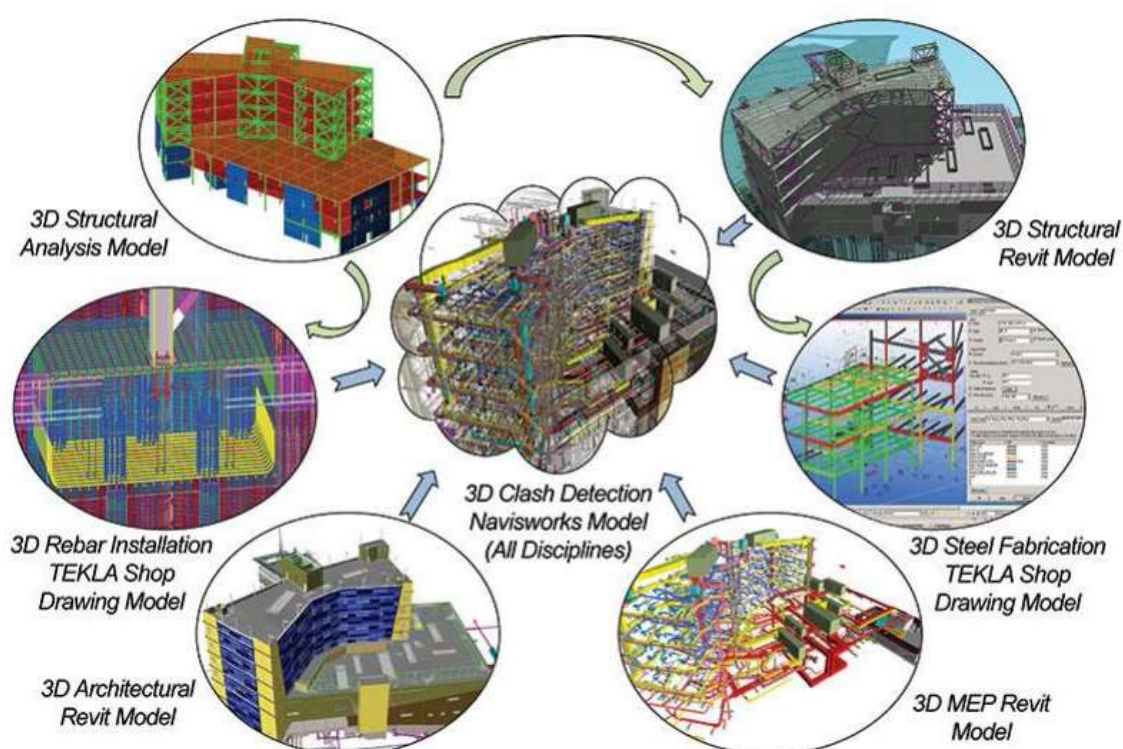 3D Structural
Analysis Model
3D Structural
Revit Model
3D Rebar Installation
TEKLA Shop
Drawing Model
3D Clash Detection
Navisworks Model
(All Disciplines)
3D Steel Fabrication
TEKLA Shop
Drawing Model
3D Architectural
Revit Model
3D MEP Revit
Model